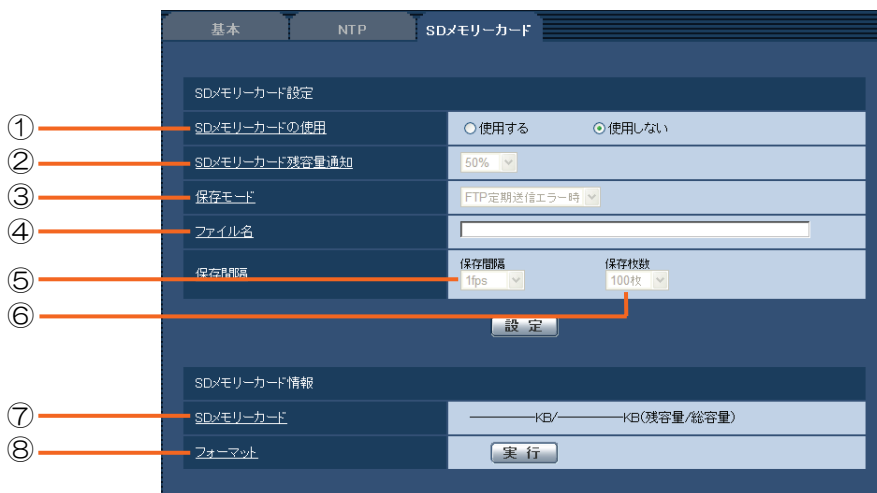 基本 NTP SDメモリーカード
SDメモリーカード設定
① SDメモリーカードの使用 使用する 使用しない
② SDメモリーカード残容量通知 50%
③ 保存モード FTP定期送信エラー時
④ ファイル名
保存間隔 保存枚数
保存間隔
⑤ 1fps 100枚
⑥
設定
SDメモリーカード情報
⑦ SDメモリーカード ―――――KB/―――――KB(残容量/総容量)
⑧ フォーマット 実行